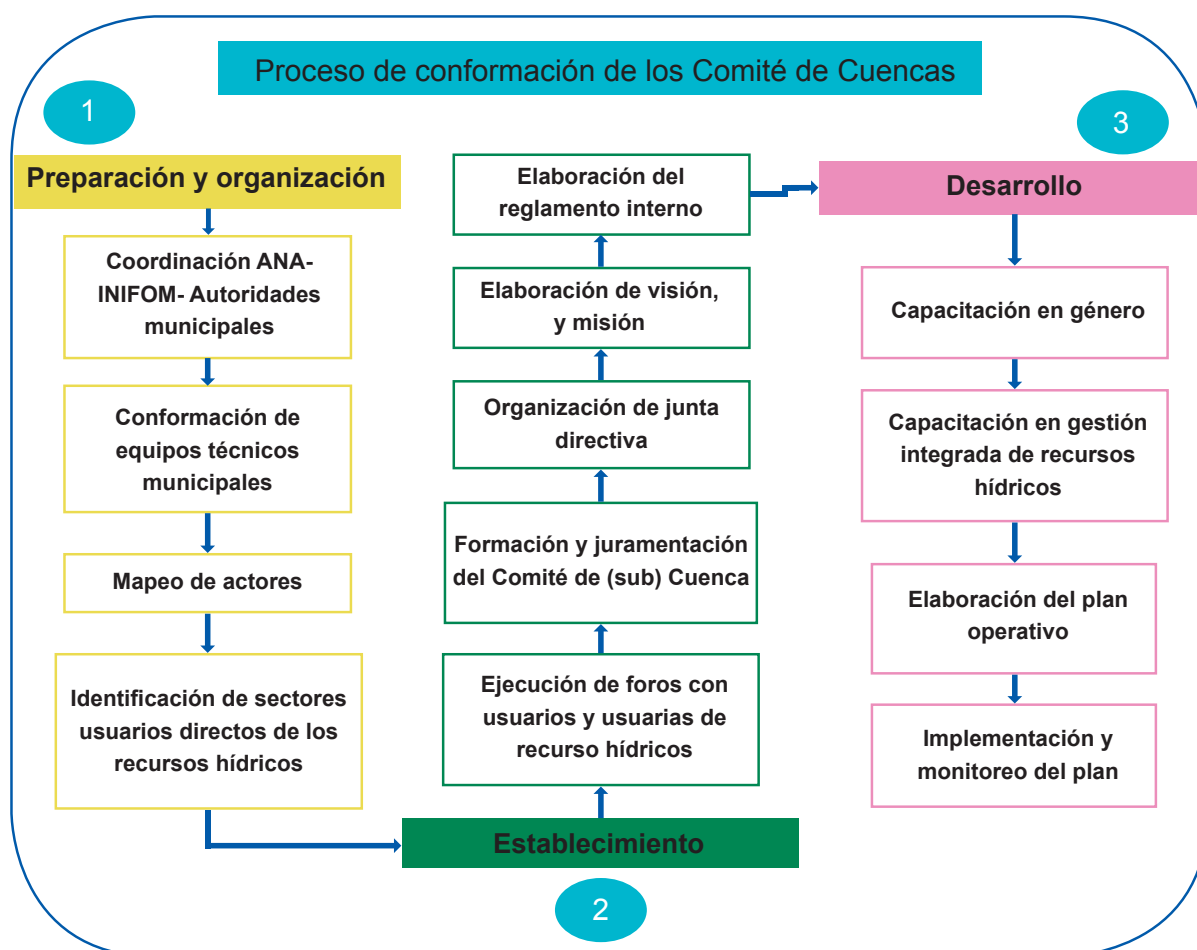 Proceso de conformación de los Comité de Cuencas
1
Preparación y organización
Coordinación ANA-
INIFOM- Autoridades
municipales
Conformación de
equipos técnicos
municipales
Mapeo de actores
Identificación de sectores
usuarios directos de los
recursos hídricos
2
Establecimiento
Ejecución de foros con
usuarios y usuarias de
recurso hídricos
Formación y juramentación
del Comité de (sub) Cuenca
Organización de junta
directiva
Elaboración de visión,
y misión
Elaboración del
reglamento interno
3
Desarrollo
Capacitación en género
Capacitación en gestión
integrada de recursos
hídricos
Elaboración del plan
operativo
Implementación y
monitoreo del plan